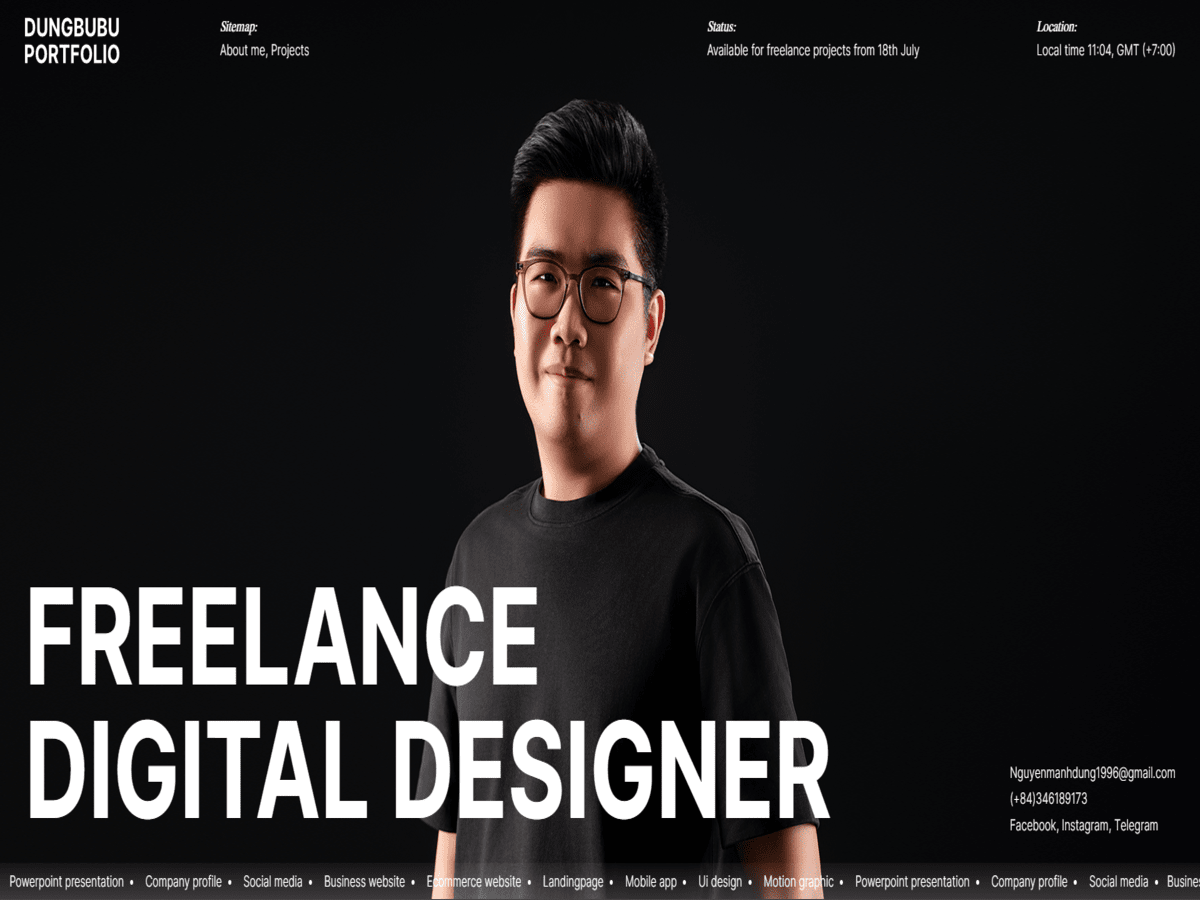 DUNGBUBU
PORTFOLIO
Sitemap:
About me, Projects
Status:
Available for freelance projects from 18th July
Location:
Local time 11:04, GMT (+7:00)
FREELANCE
DIGITAL DESIGNER
Nguyenmanhdung1996@gmail.com
(+84)346189173
Facebook, Instagram, Telegram
Powerpoint presentation • Company profile • Social media • Business website • Ecommerce website • Landingpage • Mobile app • Ui design • Motion graphic • Powerpoint presentation • Company profile • Social media • Busines